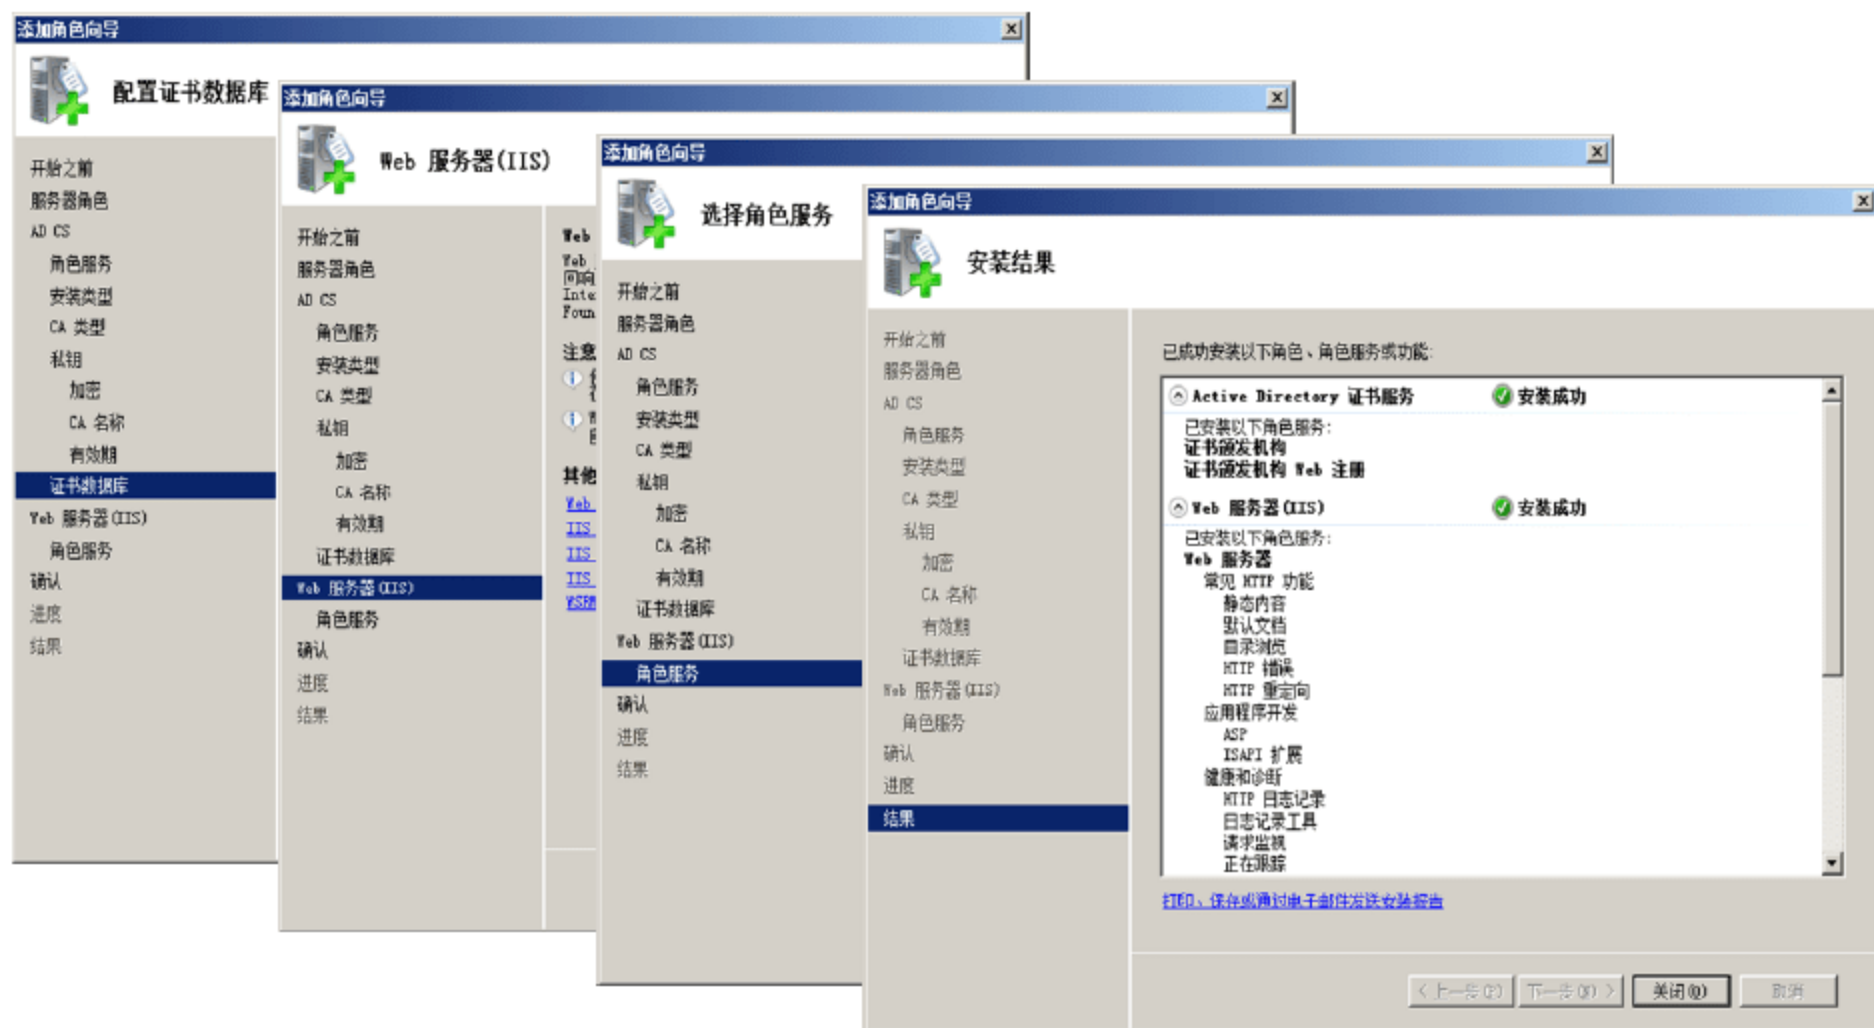 添加角色向导
配置证书数据库
开始之前
服务器角色
AD CS
角色服务
安装类型
CA 类型
私钥
加密
CA 名称
有效期
证书数据库
Web 服务器(IIS)
角色服务
确认
进度
结果
添加角色向导
Web 服务器(IIS)
开始之前
服务器角色
AD CS
角色服务
安装类型
CA 类型
私钥
加密
CA 名称
有效期
证书数据库
Web 服务器(IIS)
角色服务
确认
进度
结果
Web
Web
回响
Inte
Foun
注意
其他
Web
IIS
IIS
IIS
WSRM
添加角色向导
选择角色服务
开始之前
服务器角色
AD CS
角色服务
安装类型
CA 类型
私钥
加密
CA 名称
有效期
证书数据库
Web 服务器(IIS)
角色服务
确认
进度
结果
添加角色向导
安装结果
开始之前
服务器角色
AD CS
角色服务
安装类型
CA 类型
私钥
加密
CA 名称
有效期
证书数据库
Web 服务器(IIS)
角色服务
确认
进度
结果
已成功安装以下角色、角色服务或功能:
Active Directory 证书服务 安装成功
已安装以下角色服务:
证书颁发机构
证书颁发机构 Web 注册
Web 服务器(IIS) 安装成功
已安装以下角色服务:
Web 服务器
常见 HTTP 功能
静态内容
默认文档
目录浏览
HTTP 错误
HTTP 重定向
应用程序开发
ASP
ISAPI 扩展
健康和诊断
HTTP 日志记录
日志记录工具
请求监视
正在跟踪
打印、保存或通过电子邮件发送安装报告
< 上一步(P) 下一步(N) > 关闭(O) 取消